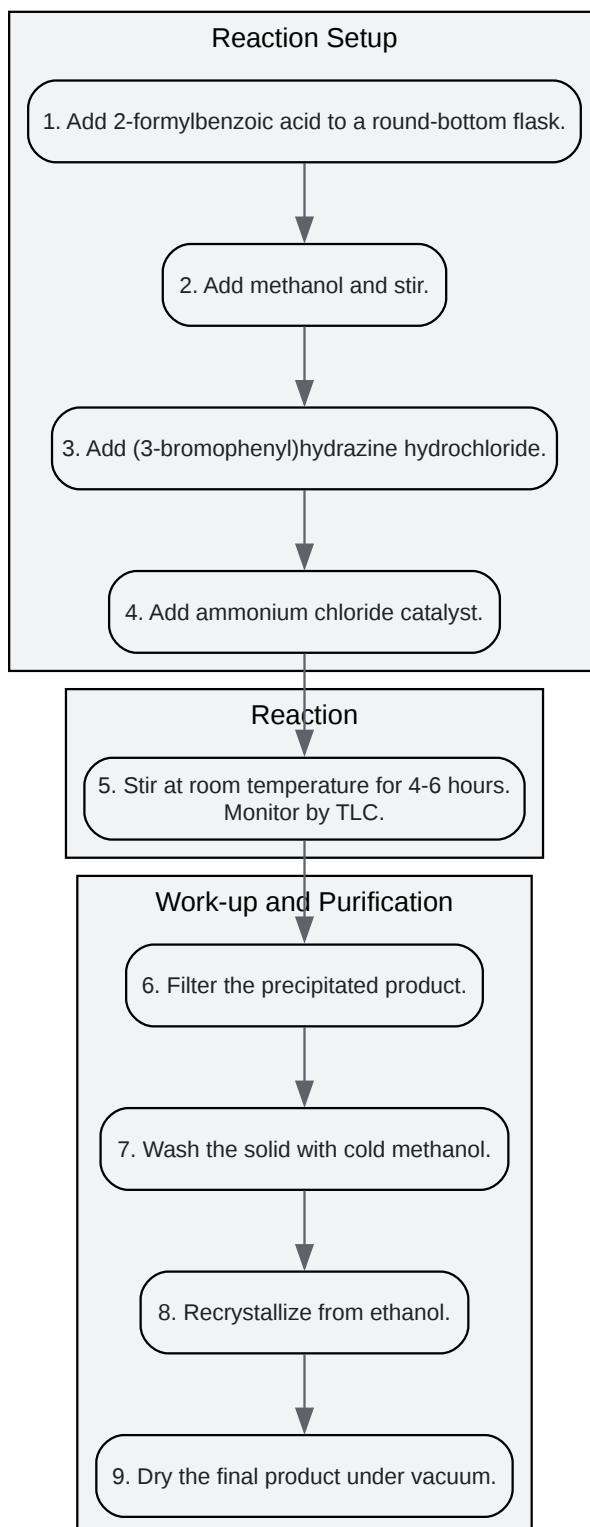 Reaction Setup
1. Add 2-formylbenzoic acid to a round-bottom flask.
2. Add methanol and stir.
3. Add (3-bromophenyl)hydrazine hydrochloride.
4. Add ammonium chloride catalyst.
Reaction
5. Stir at room temperature for 4-6 hours.
Monitor by TLC.
Work-up and Purification
6. Filter the precipitated product.
7. Wash the solid with cold methanol.
8. Recrystallize from ethanol.
9. Dry the final product under vacuum.